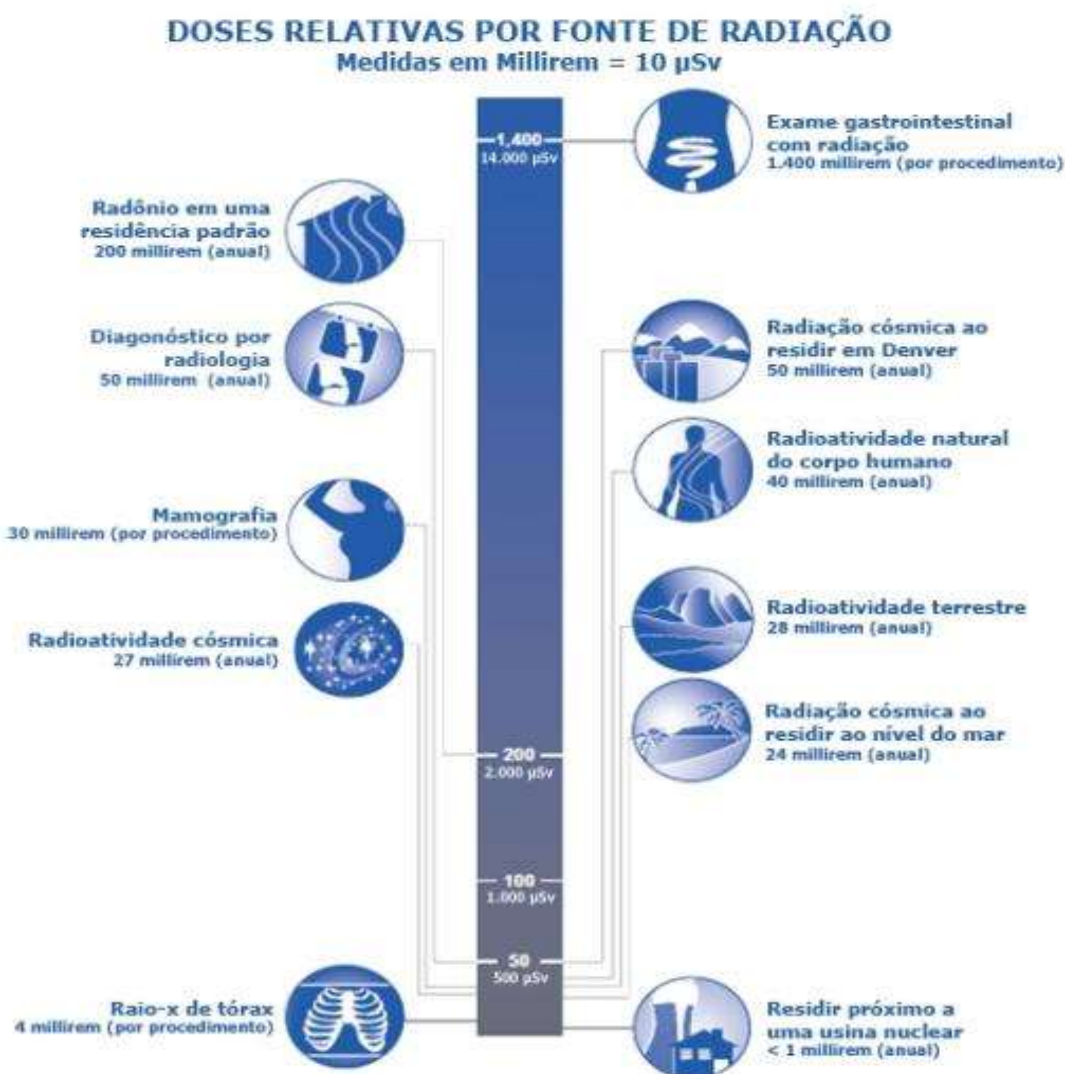 DOSES RELATIVAS POR FONTE DE RADIAÇÃO
Medidas em Millirem = 10 µSv
1,400
14.000 µSv
Exame gastrointestinal
com radiação
1.400 millirem (por procedimento)
Radônio em uma
residência padrão
200 millirem (anual)
Diagonóstico por
radiologia
50 millirem (anual)
Radiação cósmica ao
residir em Denver
50 millirem (anual)
Radioatividade natural
do corpo humano
40 millirem (anual)
Mamografia
30 millirem (por procedimento)
Radioatividade terrestre
28 millirem (anual)
Radioatividade cósmica
27 millirem (anual)
Radiação cósmica ao
residir ao nível do mar
24 millirem (anual)
200
2.000 µSv
100
1.000 µSv
50
500 µSv
Raio-x de tórax
4 millirem (por procedimento)
Residir próximo a
uma usina nuclear
< 1 millirem (anual)